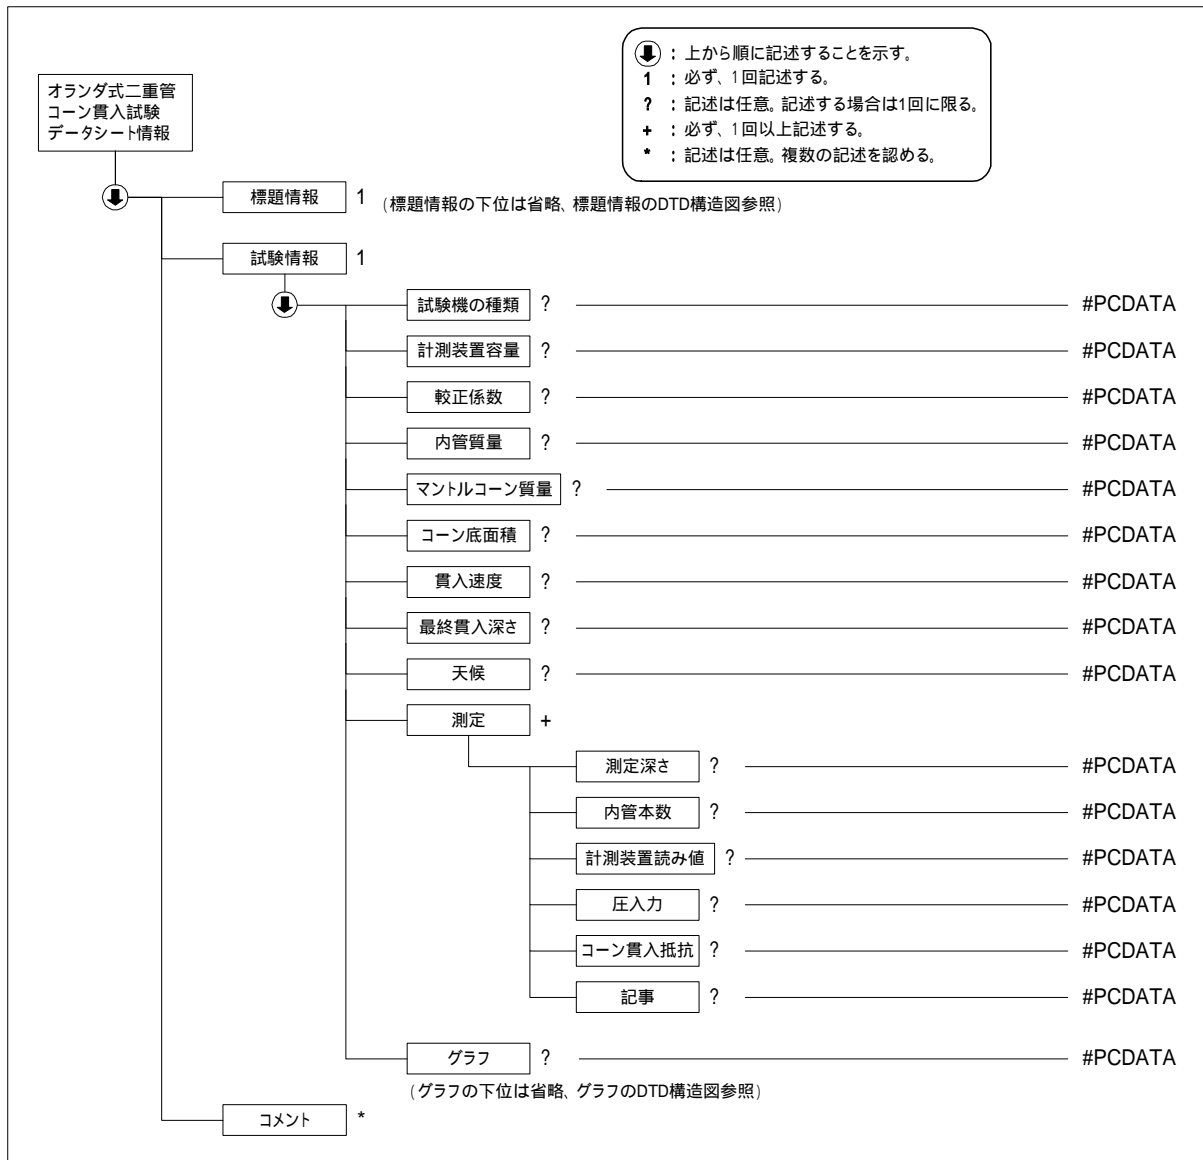 オランダ式二重管
コーン貫入試験
データシート情報
: 上から順に記述することを示す。
1 : 必ず、1回記述する。
? : 記述は任意。記述する場合は1回に限る。
+ : 必ず、1回以上記述する。
* : 記述は任意。複数の記述を認める。
標題情報 1 (標題情報の下位は省略、標題情報のDTD構造図参照)
試験情報 1
試験機の種類 ? #PCDATA
計測装置容量 ? #PCDATA
較正係数 ? #PCDATA
内管質量 ? #PCDATA
マントルコーン質量 ? #PCDATA
コーン底面積 ? #PCDATA
貫入速度 ? #PCDATA
最終貫入深さ ? #PCDATA
天候 ? #PCDATA
測定 +
測定深さ ? #PCDATA
内管本数 ? #PCDATA
計測装置読み値 ? #PCDATA
圧入力 ? #PCDATA
コーン貫入抵抗 ? #PCDATA
記事 ? #PCDATA
グラフ ? #PCDATA
(グラフの下位は省略、グラフのDTD構造図参照)
コメント *